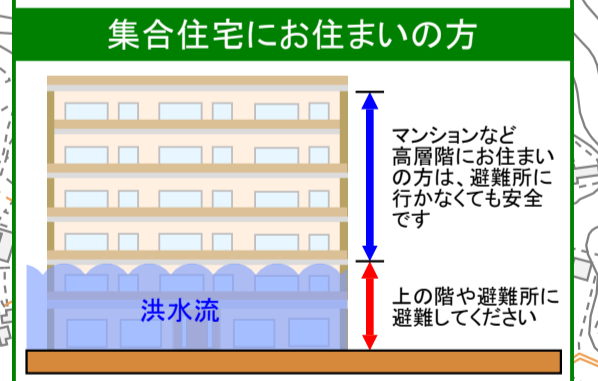 集合住宅にお住まいの方
マンションなど
高層階にお住まい
の方は、避難所に
行かなくても安全
です
洪水流
上の階や避難所に
避難してください